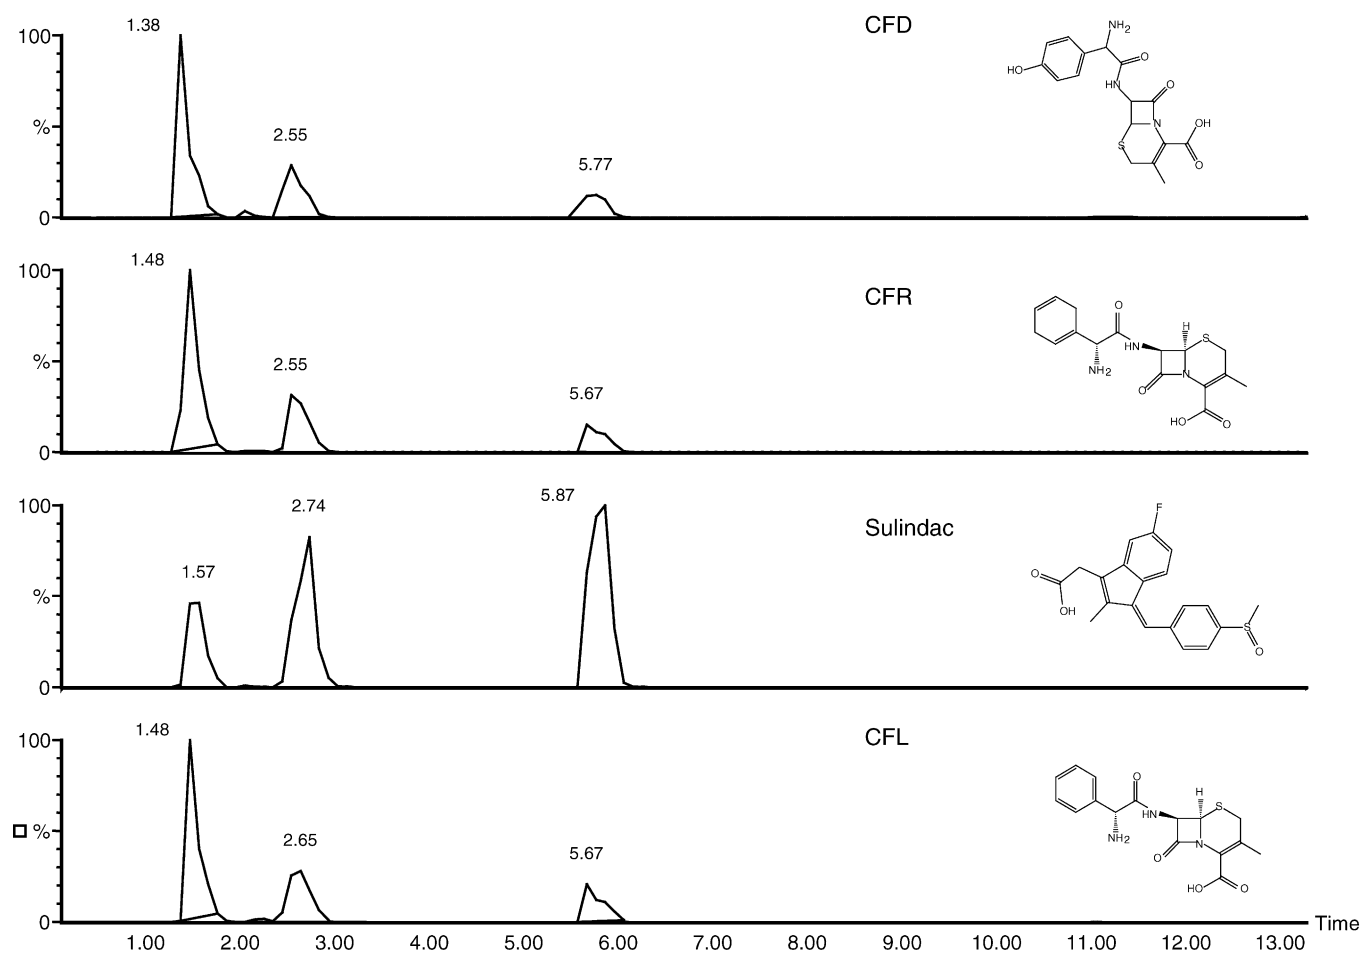 1.38
CFD
100
%
0
2.55
5.77
NH2
HO
O
HN
O
N
OH
S
O
1.48
CFR
100
%
0
2.55
5.67
O
H
S
HN
NH2
N
O
HO
O
2.74
5.87
Sulindac
100
%
0
1.57
F
O
OH
S
O
1.48
CFL
100
%
0
2.65
5.67
O
H
S
HN
NH2
N
O
HO
O
Time
1.00 2.00 3.00 4.00 5.00 6.00 7.00 8.00 9.00 10.00 11.00 12.00 13.00